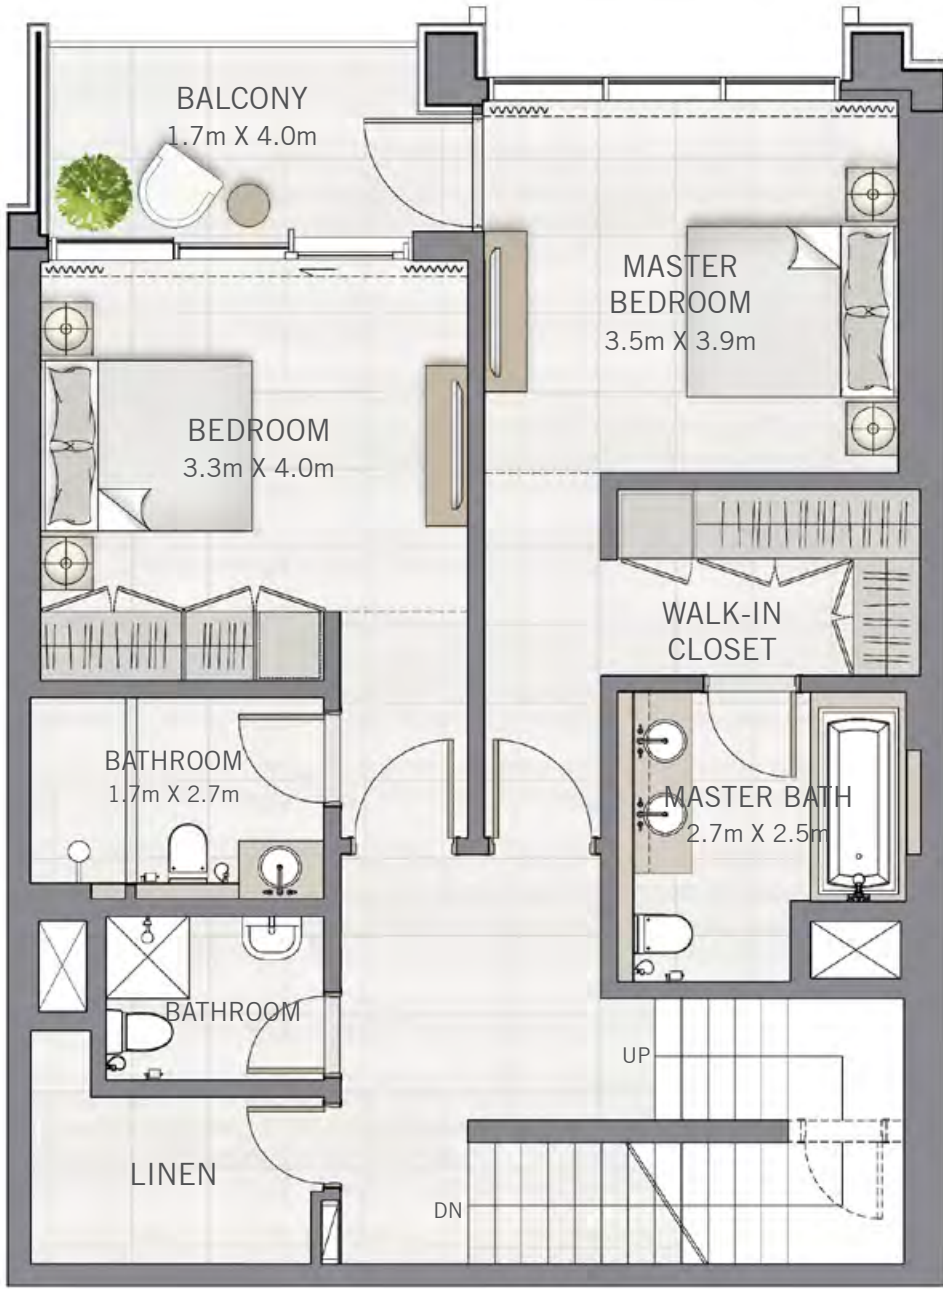 BALCONY
1.7m X 4.0m
MASTER
BEDROOM
3.5m X 3.9m
BEDROOM
3.3m X 4.0m
WALK-IN
CLOSET
BATHROOM
1.7m X 2.7m
MASTER BATH
2.7m X 2.5m
BATHROOM
UP
LINEN
DN